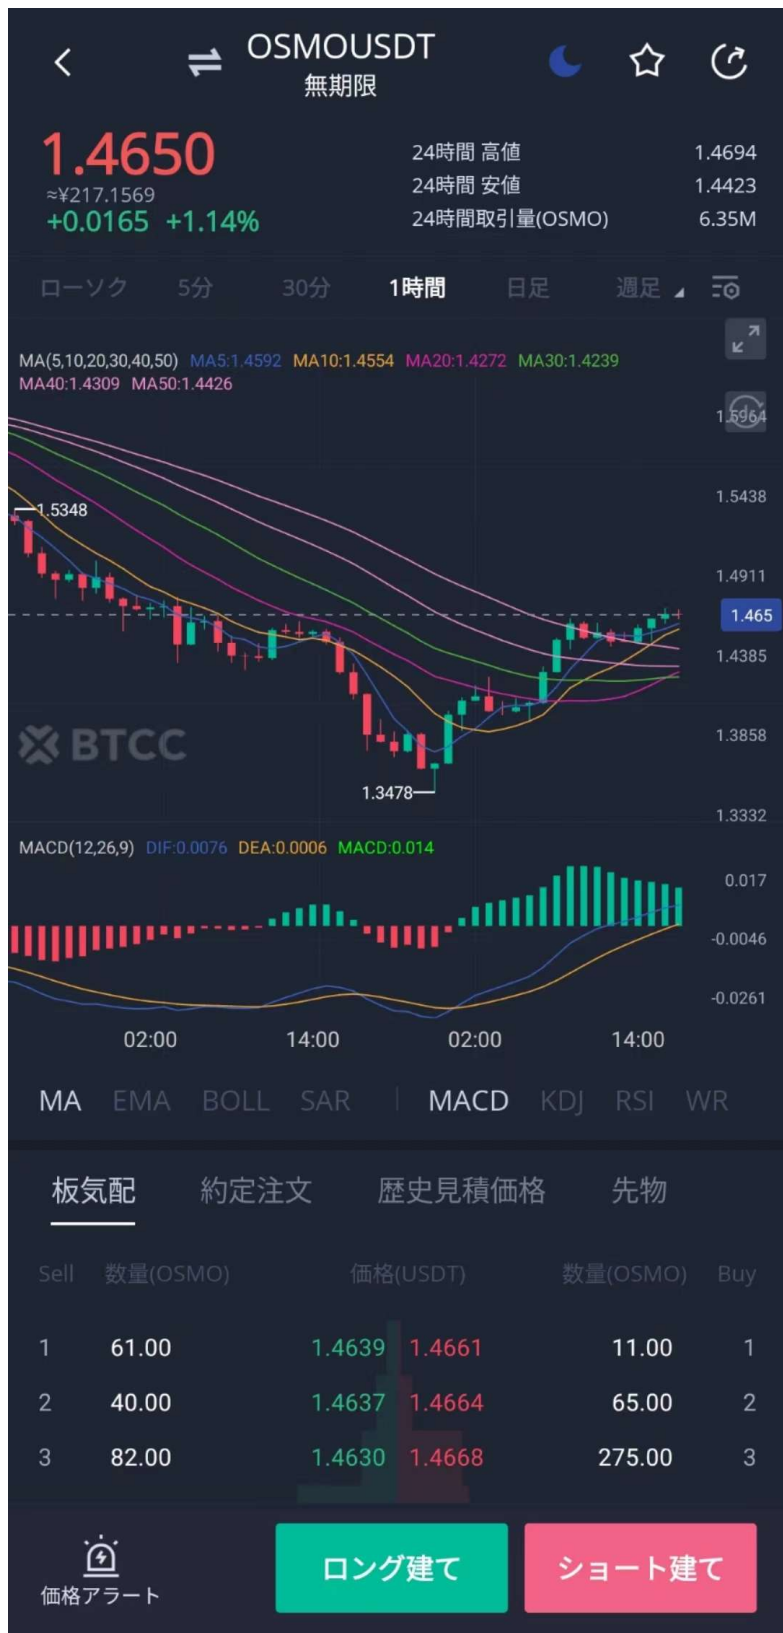 OSMOUSDT
無期限
1.4650
≈¥217.1569
+0.0165 +1.14%
24時間 高値 1.4694
24時間 安値 1.4423
24時間取引量(OSMO) 6.35M
ローソク 5分 30分 1時間 日足 週足
MA(5,10,20,30,40,50) MA5:1.4592 MA10:1.4554 MA20:1.4272 MA30:1.4239
MA40:1.4309 MA50:1.4426
1.5964
1.5438
1.5348
1.4911
1.465
1.4385
1.3858
BTCC
1.3478
1.3332
MACD(12,26,9) DIF:0.0076 DEA:0.0006 MACD:0.014
0.017
-0.0046
-0.0261
02:00 14:00 02:00 14:00
MA EMA BOLL SAR MACD KDJ RSI WR
板気配 約定注文 歴史見積価格 先物
Sell 数量(OSMO) 価格(USDT) 数量(OSMO) Buy
1 61.00 1.4639 1.4661 11.00 1
2 40.00 1.4637 1.4664 65.00 2
3 82.00 1.4630 1.4668 275.00 3
価格アラート
ロング建て
ショート建て